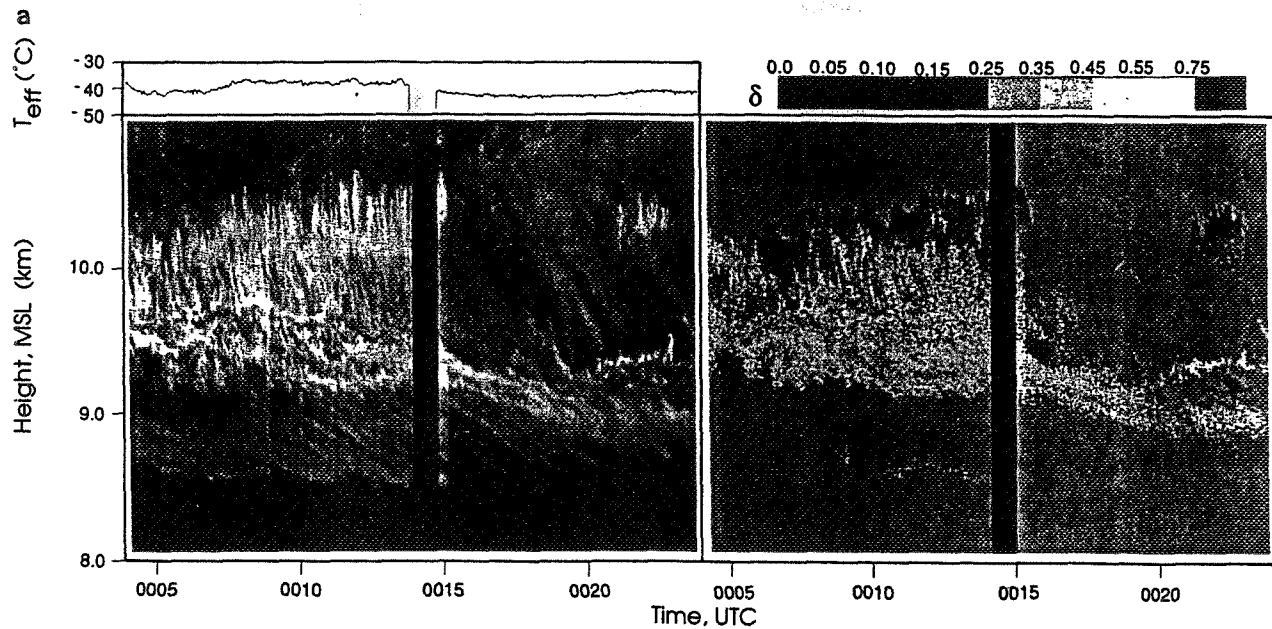 a
T_eff (°C)
-30
-40
-50
0.0 0.05 0.10 0.15 0.25 0.35 0.45 0.55 0.75
δ
Height, MSL (km)
10.0
9.0
8.0
0005 0010 0015 0020 0005 0010 0015 0020
Time, UTC